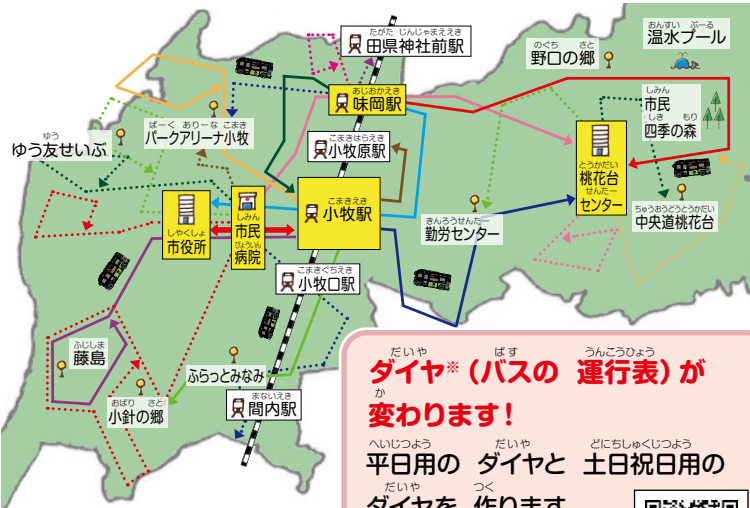 たがた じんじゃまええき
田県神社前駅
おんすい ぷーる
温水プール
のぐち さと
野口の郷
あじおかえき
味岡駅
しみん
市民
しき もり
四季の森
ぱーく ありーな こまき
パークアリーナ小牧
ゆう
ゆう友せいぶ
こまきはらえき
小牧原駅
とうかだい
桃花台
せんたー
センター
しやくしょ
市役所
しみん
市民
びょういん
病院
こまきえき
小牧駅
きんろうせんたー
勤労センター
ちゅうおうどうとうかだい
中央道桃花台
こまきぐちえき
小牧口駅
ふじしま
藤島
ふらっとみなみ
おばり さと
小針の郷
まないえき
間内駅
だいや ばす うんこうひょう
ダイヤ※（バスの 運行表）が
か
変わります！
へいじつよう だいや どにちしゅくじつよう
平日用の ダイヤと 土日祝日用の
だいや つく
ダイヤを 作ります